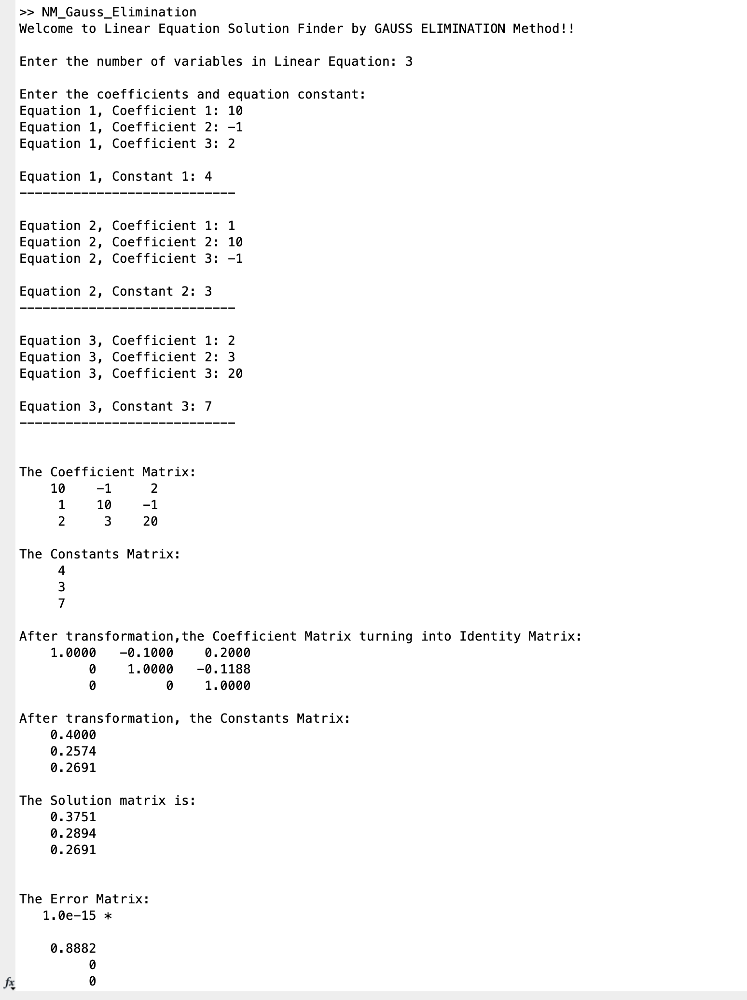 >> NM_Gauss_Elimination
Welcome to Linear Equation Solution Finder by GAUSS ELIMINATION Method!!
Enter the number of variables in Linear Equation: 3
Enter the coefficients and equation constant:
Equation 1, Coefficient 1: 10
Equation 1, Coefficient 2: -1
Equation 1, Coefficient 3: 2
Equation 1, Constant 1: 4
----------------------------
Equation 2, Coefficient 1: 1
Equation 2, Coefficient 2: 10
Equation 2, Coefficient 3: -1
Equation 2, Constant 2: 3
----------------------------
Equation 3, Coefficient 1: 2
Equation 3, Coefficient 2: 3
Equation 3, Coefficient 3: 20
Equation 3, Constant 3: 7
----------------------------
The Coefficient Matrix:
10 -1 2
1 10 -1
2 3 20
The Constants Matrix:
4
3
7
After transformation,the Coefficient Matrix turning into Identity Matrix:
1.0000 -0.1000 0.2000
0 1.0000 -0.1188
0 0 1.0000
After transformation, the Constants Matrix:
0.4000
0.2574
0.2691
The Solution matrix is:
0.3751
0.2894
0.2691
The Error Matrix:
1.0e-15 *
0.8882
0
fx 0